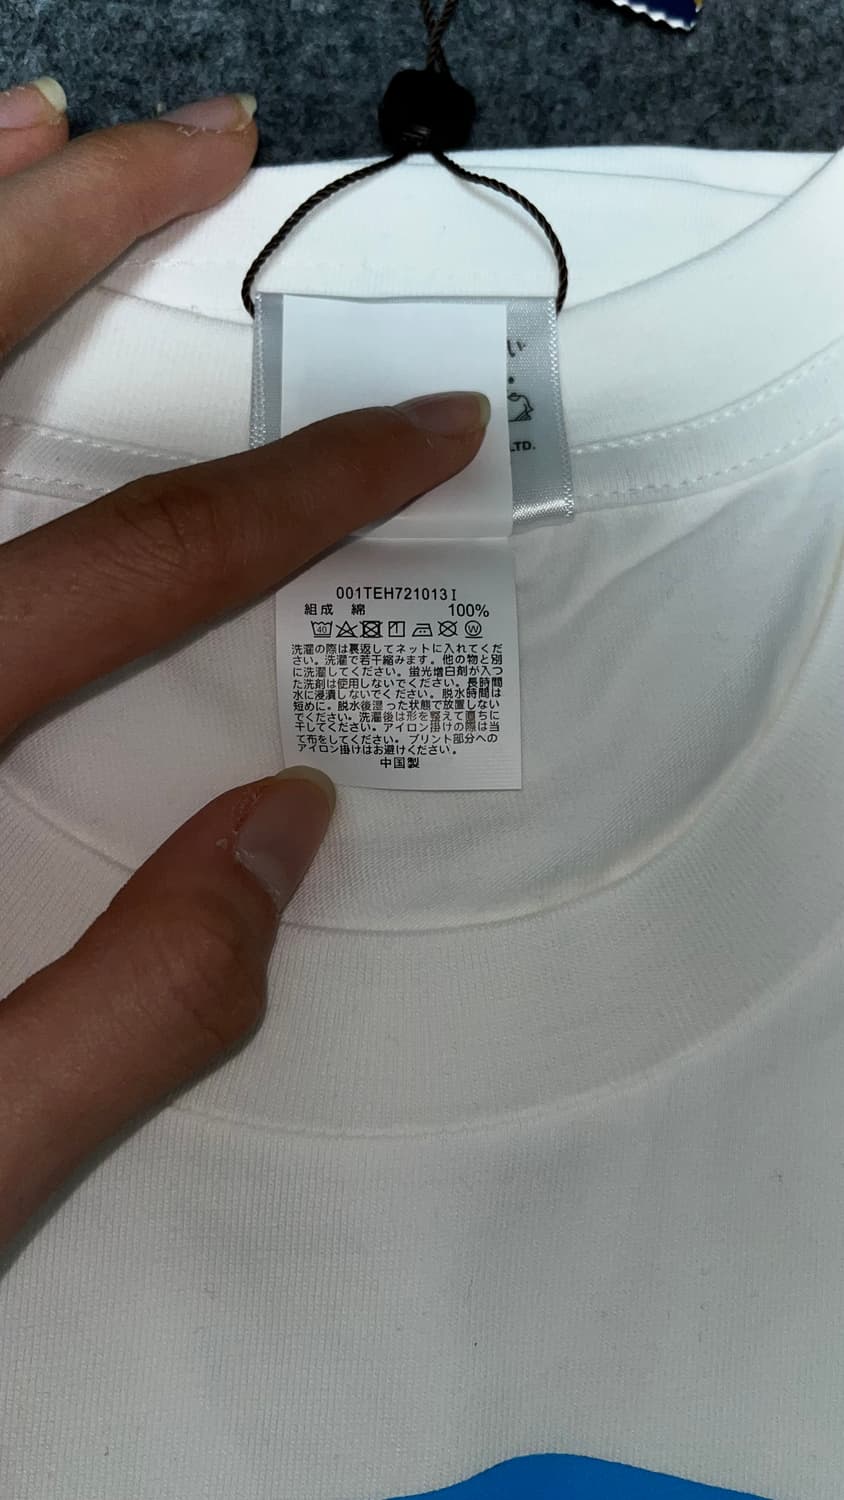 い
LTD.
001TEH721013I
組成 綿 100%
40 W
洗濯の際は裏返してネットに入れてくだ
さい。洗濯で若干縮みます。他の物と別
に洗濯してください。蛍光増白剤が入っ
た洗剤は使用しないでください。長時間
水に浸漬しないでください。脱水時間は
短めに。脱水後湿った状態で放置しない
でください。洗濯後は形を整えて直ちに
干してください。アイロン掛けの際は当
て布をしてください。プリント部分への
アイロン掛けはお避けください。
中国製